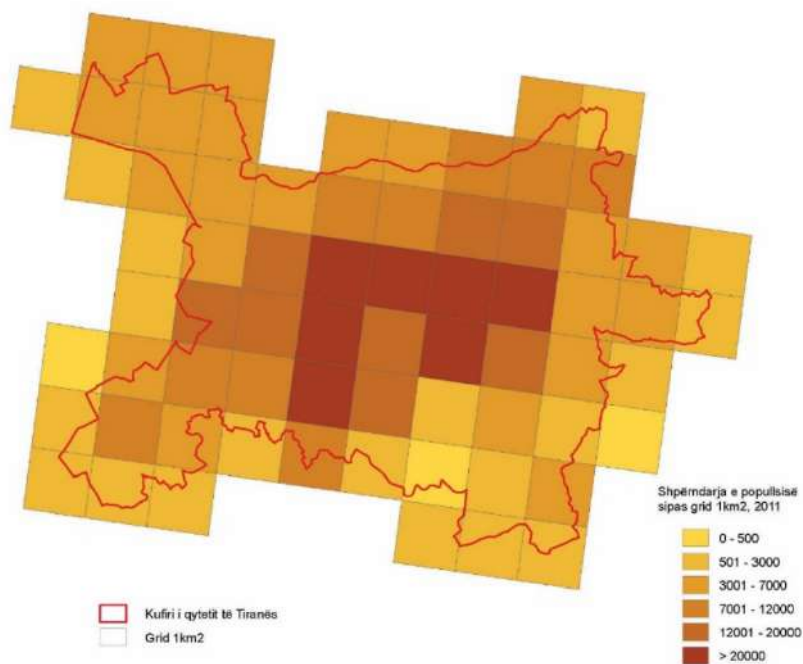 Shpërndarja e popullsisë
sipas grid 1km2, 2011
0 - 500
501 - 3000
3001 - 7000
7001 - 12000
12001 - 20000
> 20000
Kufiri i qytetit të Tiranës
Grid 1km2